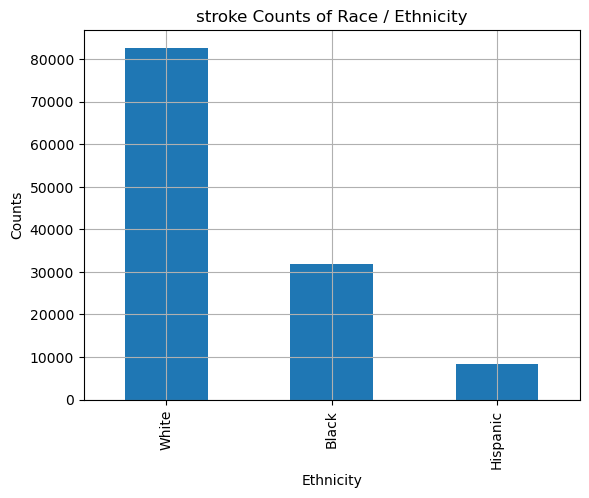 stroke Counts of Race / Ethnicity
80000
70000
60000
50000
40000
30000
20000
10000
0
Counts
White
Black
Hispanic
Ethnicity